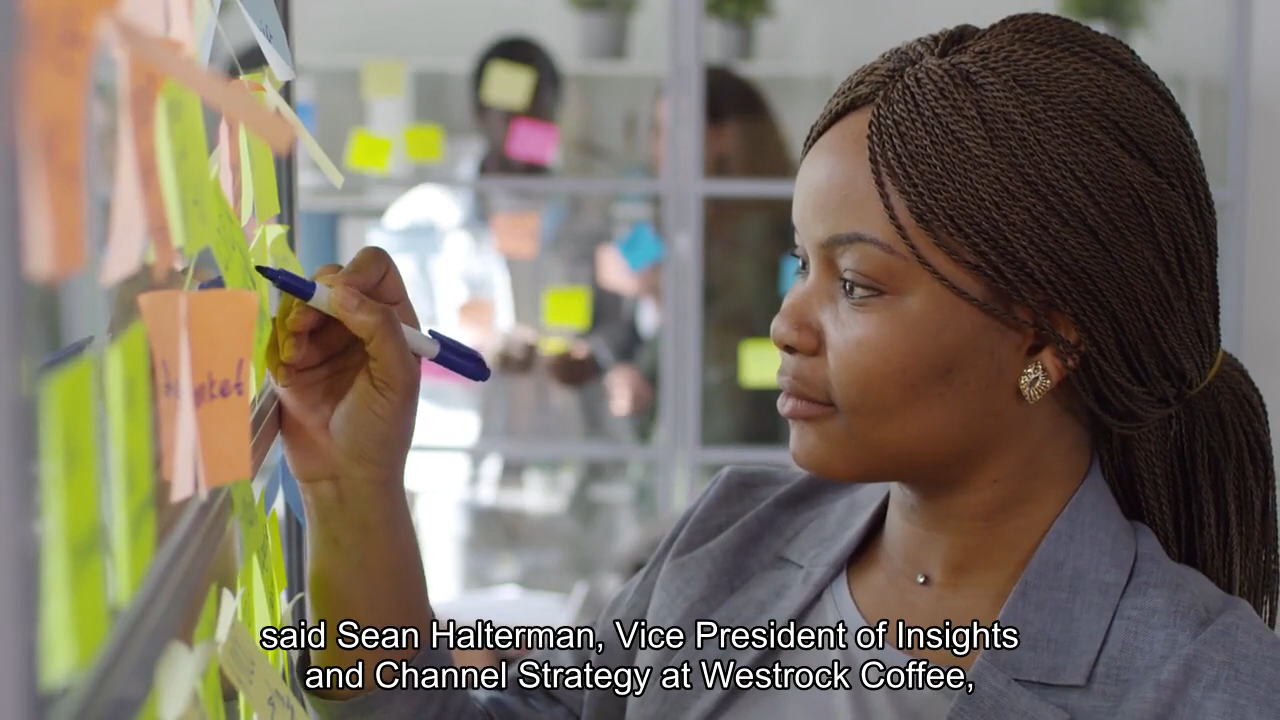 said Sean Halterman, Vice President of Insights
and Channel Strategy at Westrock Coffee,